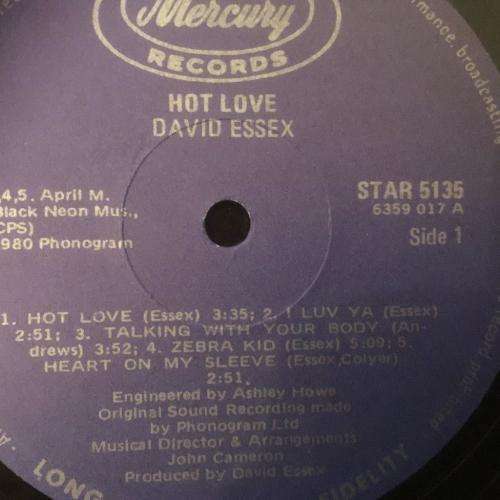 Mercury
RECORDS
HOT LOVE
DAVID ESSEX
4,5. April M.
Black Neon Mus.,
CPS)
1980 Phonogram
STAR 5135
6359 017 A
Side 1
1. HOT LOVE (Essex) 3:35; 2. I LUV YA (Essex)
2:51; 3. TALKING WITH YOUR BODY (An-
drews) 3:52; 4. ZEBRA KID (Essex) 5:09; 5.
HEART ON MY SLEEVE (Essex,Colyer)
2:51.
Engineered by Ashley Howe
Original Sound Recording made
by Phonogram Ltd
Musical Director & Arrangements
John Cameron
Produced by David Essex
LONG
FIDELITY
rmance, broadcasting